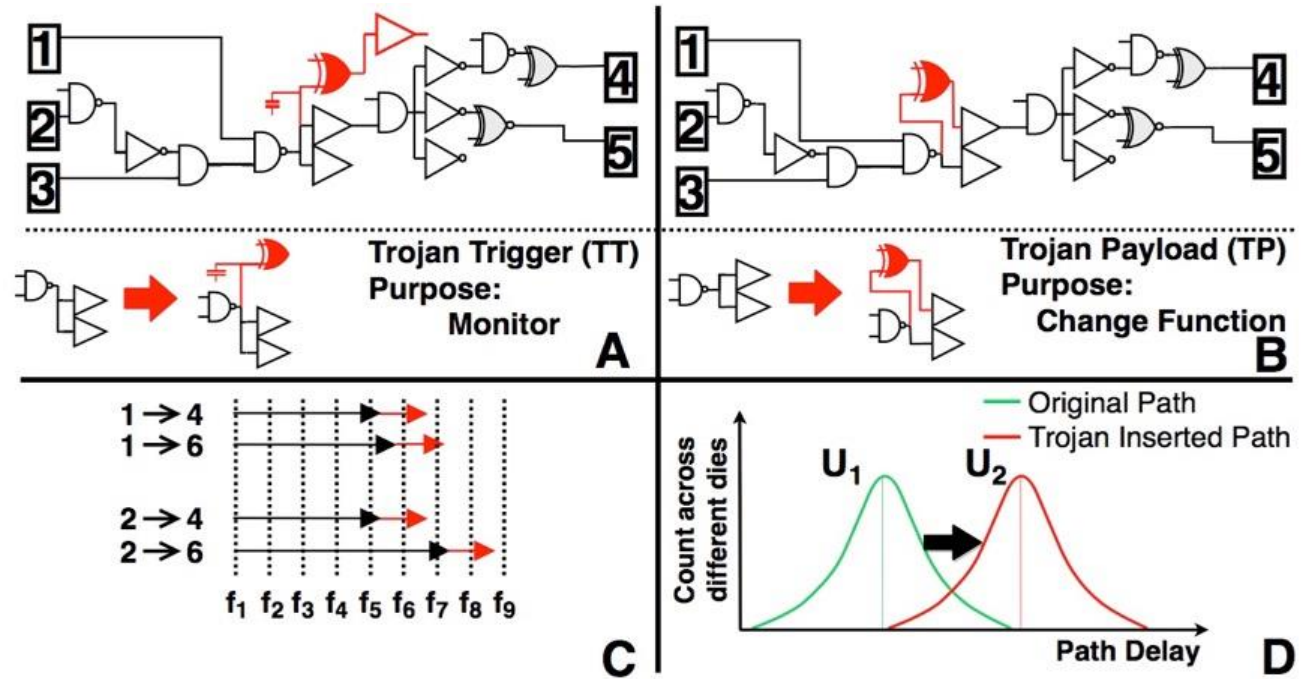 1
2
3
4
5
Trojan Trigger (TT)
Purpose:
Monitor
A
1
2
3
4
5
Trojan Payload (TP)
Purpose:
Change Function
B
1 → 4
1 → 6
2 → 4
2 → 6
f1 f2 f3 f4 f5 f6 f7 f8 f9
C
Original Path
Trojan Inserted Path
U1
U2
Count across
different dies
Path Delay
D